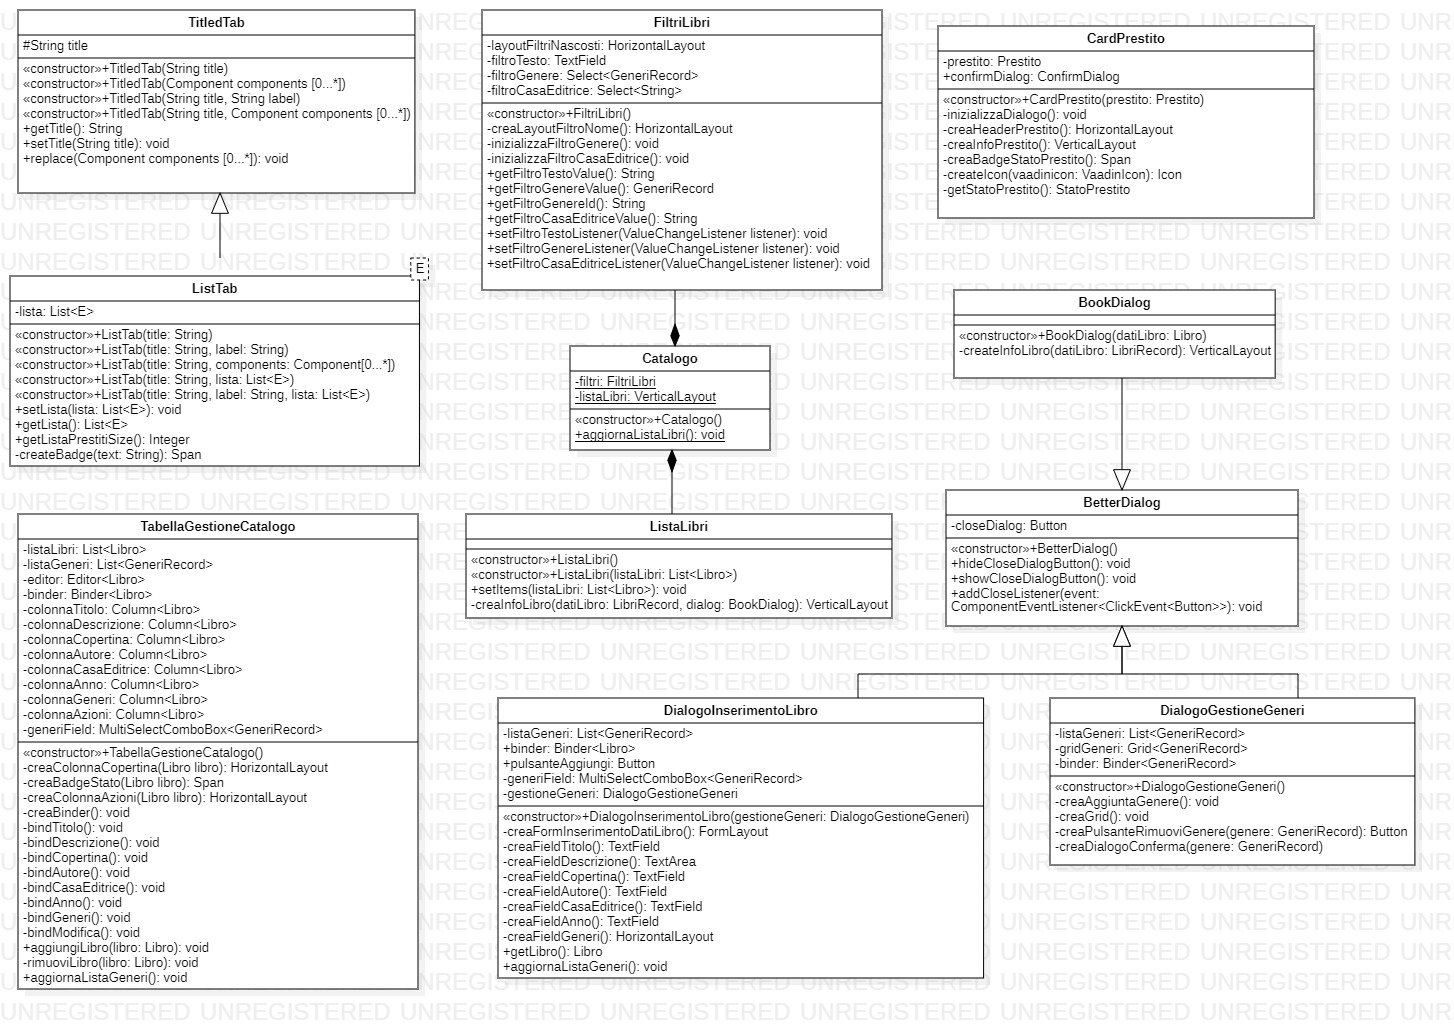 TitledTab
#String title
«constructor»+TitledTab(String title)
«constructor»+TitledTab(Component components [0...*])
«constructor»+TitledTab(String title, String label)
«constructor»+TitledTab(String title, Component components [0...*])
+getTitle(): String
+setTitle(String title): void
+replace(Component components [0...*]): void
E
ListTab
-lista: List<E>
«constructor»+ListTab(title: String)
«constructor»+ListTab(title: String, label: String)
«constructor»+ListTab(title: String, components: Component[0...*])
«constructor»+ListTab(title: String, lista: List<E>)
«constructor»+ListTab(title: String, label: String, lista: List<E>)
+setLista(lista: List<E>): void
+getLista(): List<E>
+getListaPrestitiSize(): Integer
-createBadge(text: String): Span
TabellaGestioneCatalogo
-listaLibri: List<Libro>
-listaGeneri: List<GeneriRecord>
-editor: Editor<Libro>
-binder: Binder<Libro>
-colonnaTitolo: Column<Libro>
-colonnaDescrizione: Column<Libro>
-colonnaCopertina: Column<Libro>
-colonnaAutore: Column<Libro>
-colonnaCasaEditrice: Column<Libro>
-colonnaAnno: Column<Libro>
-colonnaGeneri: Column<Libro>
-colonnaAzioni: Column<Libro>
-generiField: MultiSelectComboBox<GeneriRecord>
«constructor»+TabellaGestioneCatalogo()
-creaColonnaCopertina(Libro libro): HorizontalLayout
-creaBadgeStato(Libro libro): Span
-creaColonnaAzioni(Libro libro): HorizontalLayout
-creaBinder(): void
-bindTitolo(): void
-bindDescrizione(): void
-bindCopertina(): void
-bindAutore(): void
-bindCasaEditrice(): void
-bindAnno(): void
-bindGeneri(): void
-bindModifica(): void
+aggiungiLibro(libro: Libro): void
-rimuoviLibro(libro: Libro): void
+aggiornaListaGeneri(): void
FiltriLibri
-layoutFiltriNascosti: HorizontalLayout
-filtroTesto: TextField
-filtroGenere: Select<GeneriRecord>
-filtroCasaEditrice: Select<String>
«constructor»+FiltriLibri()
-creaLayoutFiltroNome(): HorizontalLayout
-inizializzaFiltroGenere(): void
-inizializzaFiltroCasaEditrice(): void
+getFiltroTestoValue(): String
+getFiltroGenereValue(): GeneriRecord
+getFiltroGenereId(): String
+getFiltroCasaEditriceValue(): String
+setFiltroTestoListener(ValueChangeListener listener): void
+setFiltroGenereListener(ValueChangeListener listener): void
+setFiltroCasaEditriceListener(ValueChangeListener listener): void
Catalogo
-filtri: FiltriLibri
-listaLibri: VerticalLayout
«constructor»+Catalogo()
+aggiornaListaLibri(): void
ListaLibri
«constructor»+ListaLibri()
«constructor»+ListaLibri(listaLibri: List<Libro>)
+setItems(listaLibri: List<Libro>): void
-creaInfoLibro(datiLibro: LibriRecord, dialog: BookDialog): VerticalLayout
CardPrestito
-prestito: Prestito
+confirmDialog: ConfirmDialog
«constructor»+CardPrestito(prestito: Prestito)
-inizializzaDialogo(): void
-creaHeaderPrestito(): HorizontalLayout
-creaInfoPrestito(): VerticalLayout
-creaBadgeStatoPrestito(): Span
-createIcon(vaadinicon: VaadinIcon): Icon
-getStatoPrestito(): StatoPrestito
BookDialog
«constructor»+BookDialog(datiLibro: Libro)
-createInfoLibro(datiLibro: LibriRecord): VerticalLayout
BetterDialog
-closeDialog: Button
«constructor»+BetterDialog()
+hideCloseDialogButton(): void
+showCloseDialogButton(): void
+addCloseListener(event:
ComponentEventListener<ClickEvent<Button>>): void
DialogoInserimentoLibro
-listaGeneri: List<GeneriRecord>
+binder: Binder<Libro>
+pulsanteAggiungi: Button
-generiField: MultiSelectComboBox<GeneriRecord>
-gestioneGeneri: DialogoGestioneGeneri
«constructor»+DialogoInserimentoLibro(gestioneGeneri: DialogoGestioneGeneri)
-creaFormInserimentoDatiLibro(): FormLayout
-creaFieldTitolo(): TextField
-creaFieldDescrizione(): TextArea
-creaFieldCopertina(): TextField
-creaFieldAutore(): TextField
-creaFieldCasaEditrice(): TextField
-creaFieldAnno(): TextField
-creaFieldGeneri(): HorizontalLayout
+getLibro(): Libro
+aggiornaListaGeneri(): void
DialogoGestioneGeneri
-listaGeneri: List<GeneriRecord>
-gridGeneri: Grid<GeneriRecord>
-binder: Binder<GeneriRecord>
«constructor»+DialogoGestioneGeneri()
-creaAggiuntaGenere(): void
-creaGrid(): void
-creaPulsanteRimuoviGenere(genere: GeneriRecord): Button
-creaDialogoConferma(genere: GeneriRecord)